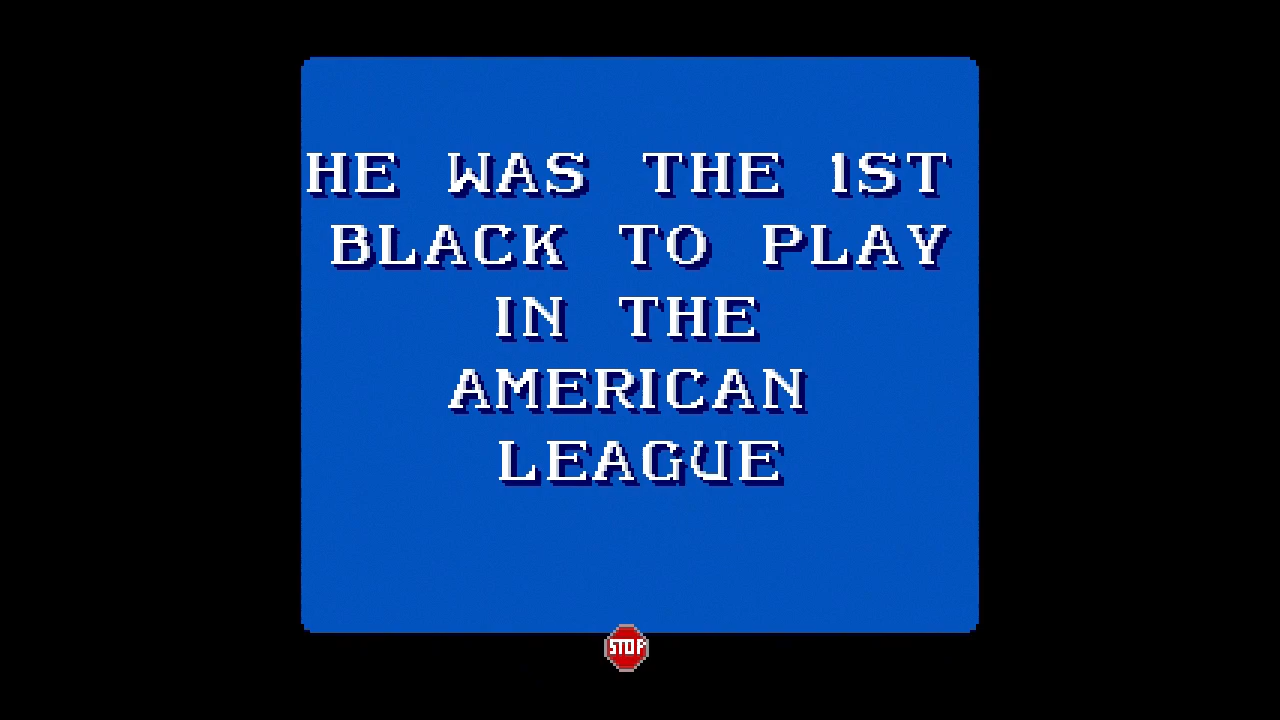 HE WAS THE 1ST
BLACK TO PLAY
IN THE
AMERICAN
LEAGUE
STOP